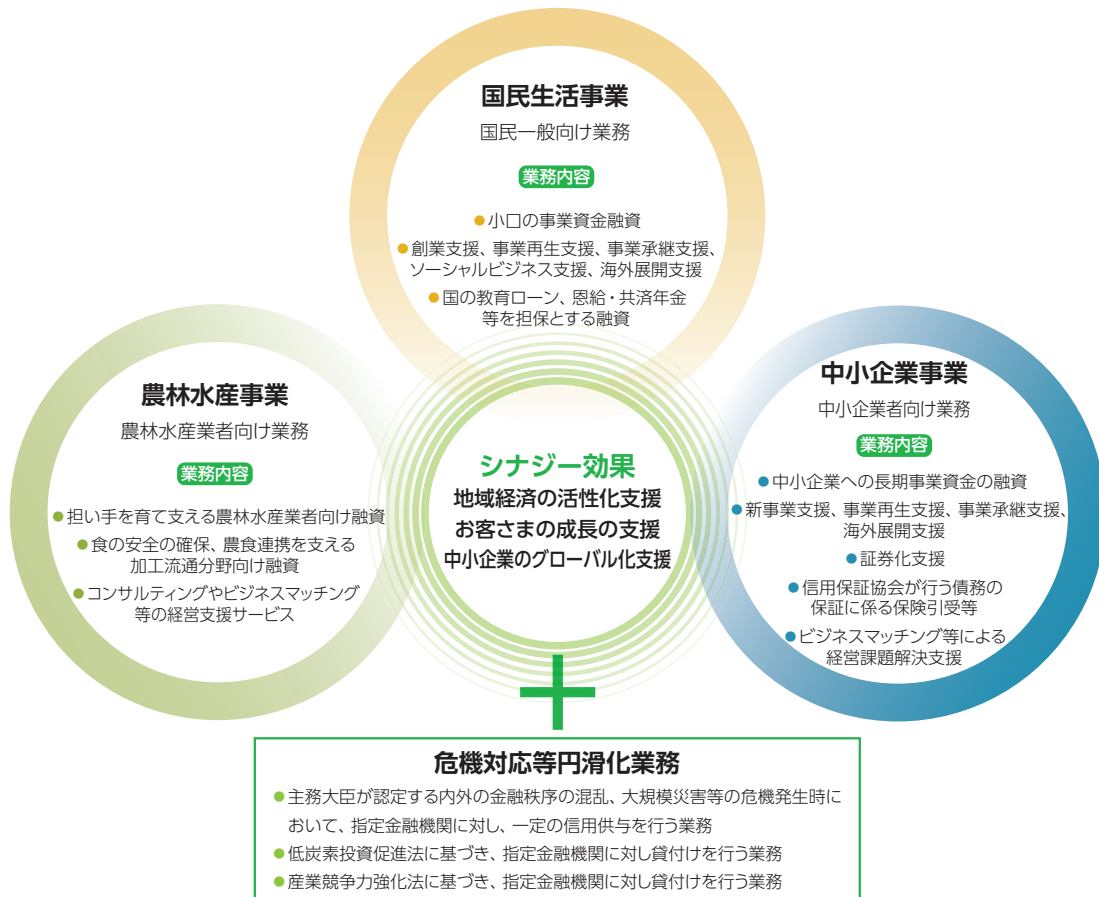 国民生活事業
国民一般向け業務
業務内容
●小口の事業資金融資
●創業支援、事業再生支援、事業承継支援、
ソーシャルビジネス支援、海外展開支援
●国の教育ローン、恩給・共済年金
等を担保とする融資
農林水産事業
農林水産業者向け業務
業務内容
●担い手を育て支える農林水産業者向け融資
●食の安全の確保、農食連携を支える
加工流通分野向け融資
●コンサルティングやビジネスマッチング
等の経営支援サービス
シナジー効果
地域経済の活性化支援
お客さまの成長の支援
中小企業のグローバル化支援
中小企業事業
中小企業者向け業務
業務内容
●中小企業への長期事業資金の融資
●新事業支援、事業再生支援、事業承継支援、
海外展開支援
●証券化支援
●信用保証協会が行う債務の
保証に係る保険引受等
●ビジネスマッチング等による
経営課題解決支援
危機対応等円滑化業務
●主務大臣が認定する内外の金融秩序の混乱、大規模災害等の危機発生時に
おいて、指定金融機関に対し、一定の信用供与を行う業務
●低炭素投資促進法に基づき、指定金融機関に対し貸付けを行う業務
●産業競争力強化法に基づき、指定金融機関に対し貸付けを行う業務